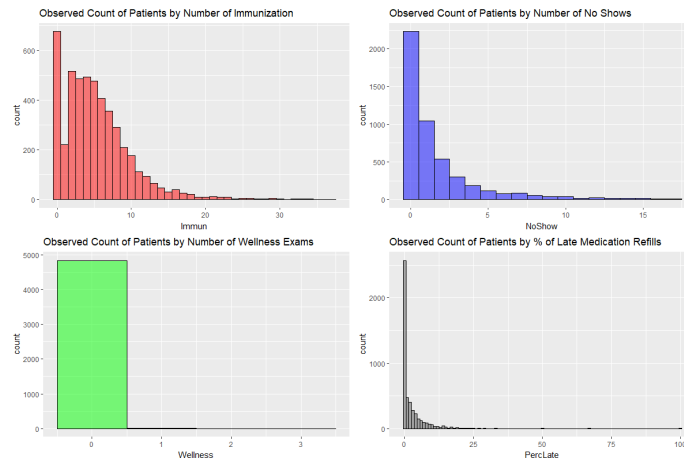 Observed Count of Patients by Number of Immunization
600
400
200
0
count
0 10 20 30
Immun
Observed Count of Patients by Number of No Shows
2000
1500
1000
500
0
count
0 5 10 15
NoShow
Observed Count of Patients by Number of Wellness Exams
5000
4000
3000
2000
1000
0
count
0 1 2 3
Wellness
Observed Count of Patients by % of Late Medication Refills
2000
1000
0
count
0 25 50 75 100
PercLate